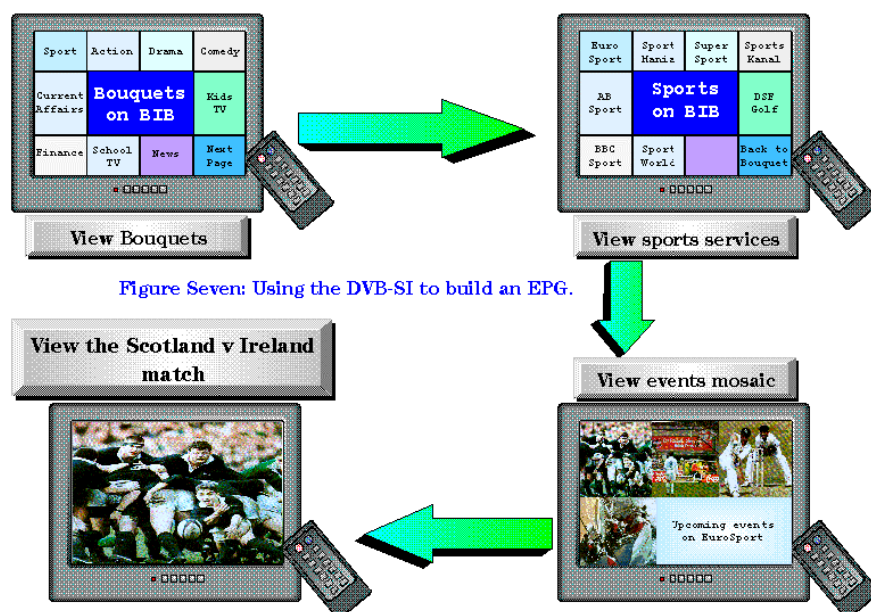 Sport Action Drama Comedy
Current Affairs
Bouquets on BIB
Kids TV
Finance
School TV
News
Next Page
View Bouquets
Euro Sport
Sport Maniz
Super Sport
Sports Kanal
AB Sport
Sports on BIB
DSF Golf
BBC Sport
Sport World
Back to Bouquet
View sports services
Figure Seven: Using the DVB-SI to build an EPG.
View the Scotland v Ireland
match
View events mosaic
Upcoming events
on EuroSport